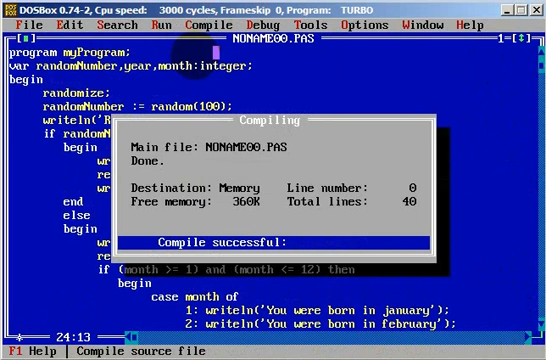 DOSBox 0.74-2, Cpu speed: 3000 cycles, Frameskip 0, Program: TURBO
File Edit Search Run Compile Debug Tools Options Window Help
NONAME00.PAS 1=[↕]
program myProgram;
var randomNumber,year,month:integer;
begin
randomize;
randomNumber := random(100);
writeln('R
if randomN
begin
wr
re
end
else
begin
wr
re
if (month >= 1) and (month <= 12) then
begin
case month of
1: writeln('You were born in january');
2: writeln('You were born in february');
24:13
Compiling
Main file: NONAME00.PAS
Done.
Destination: Memory Line number: 0
Free memory: 360K Total lines: 40
Compile successful:
F1 Help | Compile source file